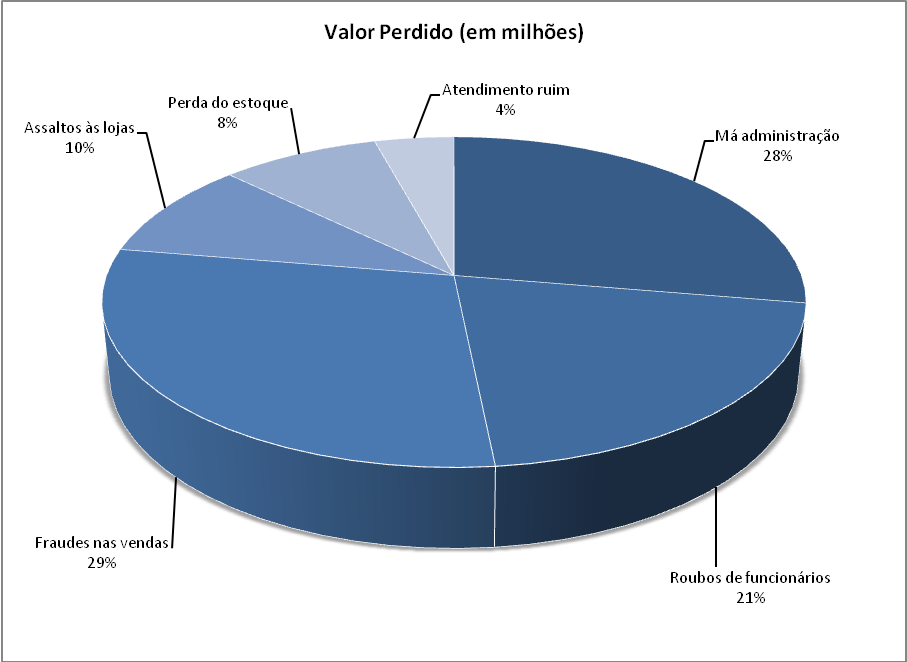 Valor Perdido (em milhões)
Atendimento ruim
4%
Perda do estoque
8%
Assaltos às lojas
10%
Má administração
28%
Fraudes nas vendas
29%
Roubos de funcionários
21%